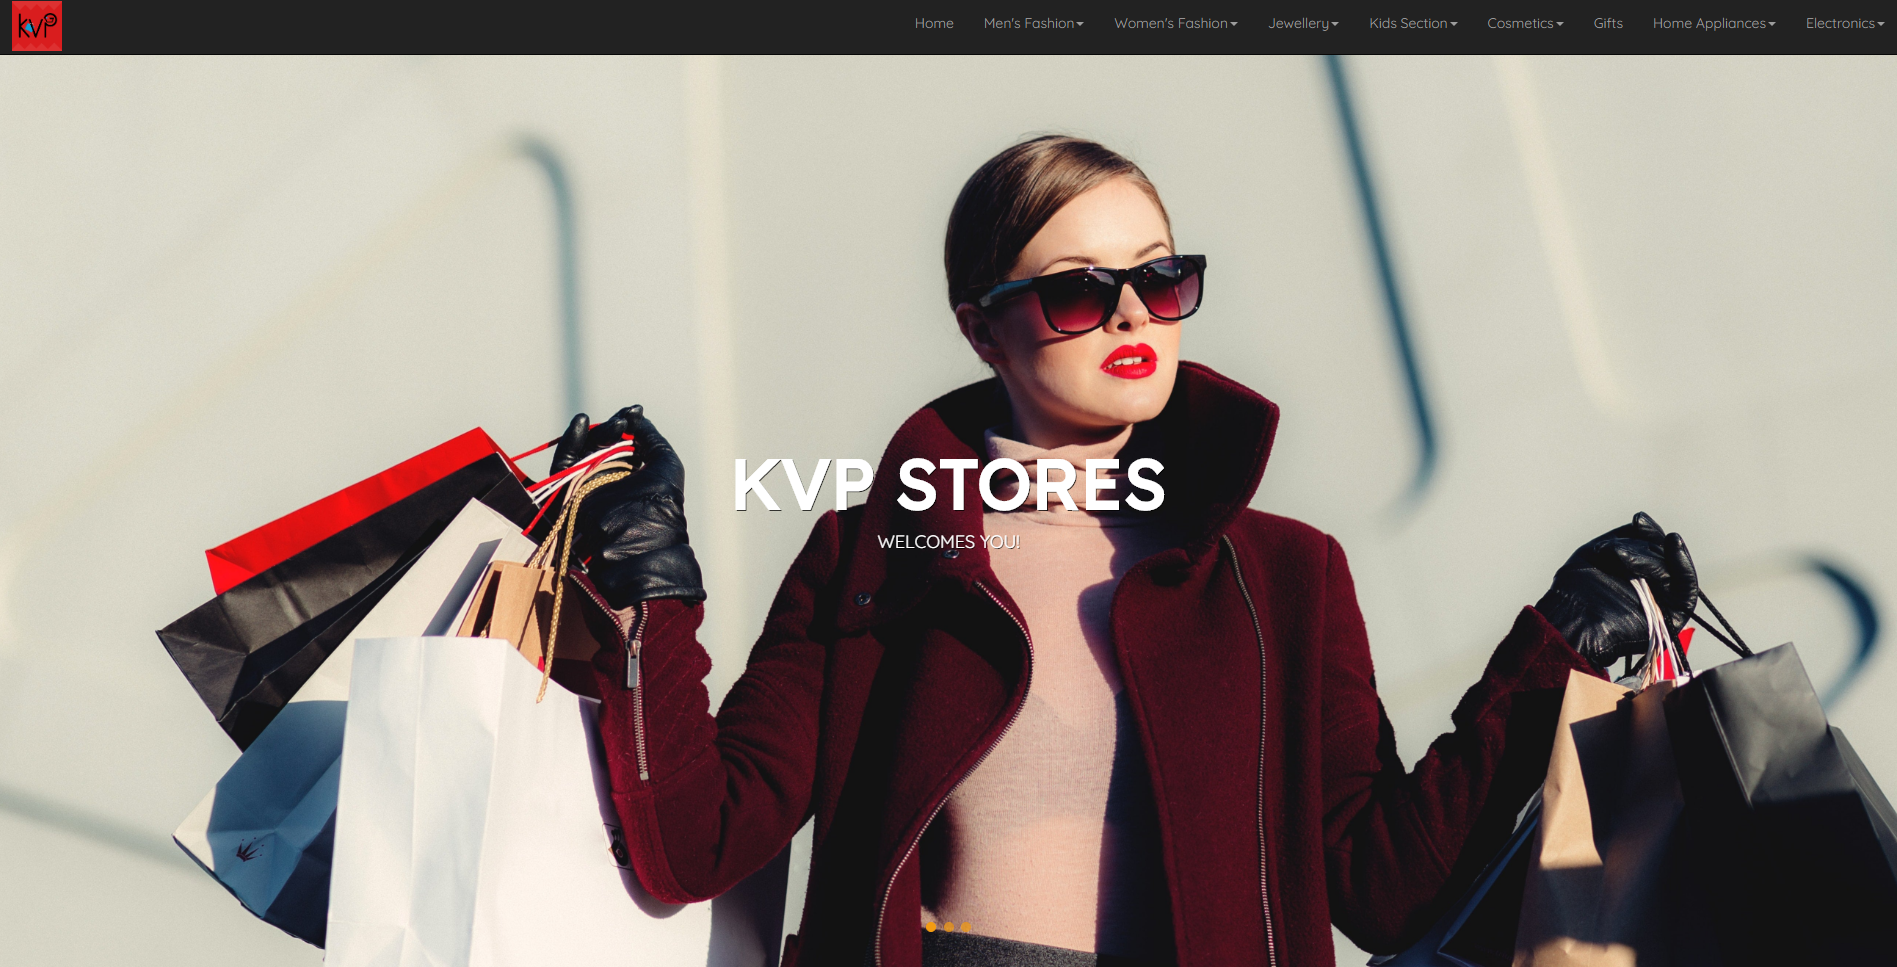 KVP
Home Men's Fashion Women's Fashion Jewellery Kids Section Cosmetics Gifts Home Appliances Electronics
KVP STORES
WELCOMES YOU!